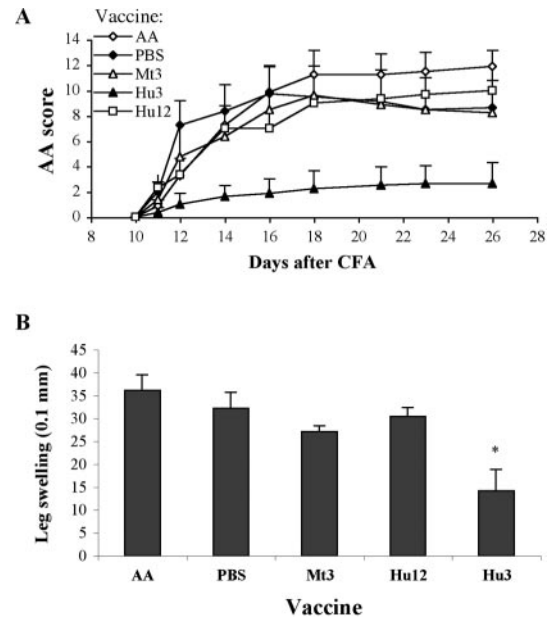 A
Vaccine:
AA
PBS
Mt3
Hu3
Hu12
AA score
14
12
10
8
6
4
2
0
8 10 12 14 16 18 20 22 24 26 28
Days after CFA
B
Leg swelling (0.1 mm)
45
40
35
30
25
20
15
10
5
0
*
AA PBS Mt3 Hu12 Hu3
Vaccine